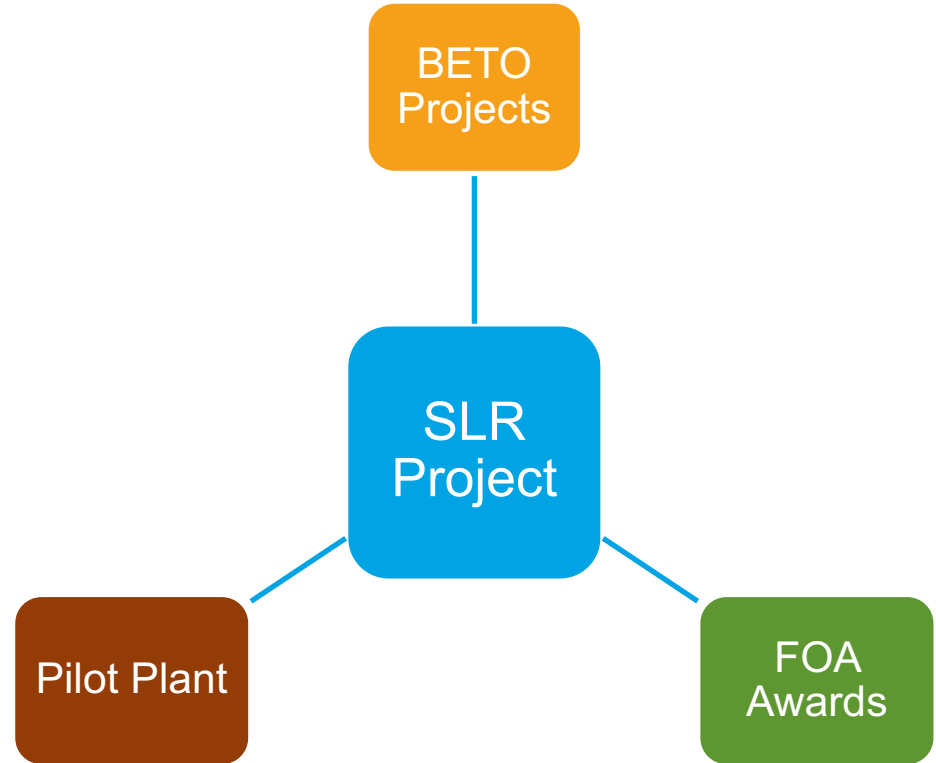 BETO
Projects
SLR
Project
Pilot Plant
FOA
Awards